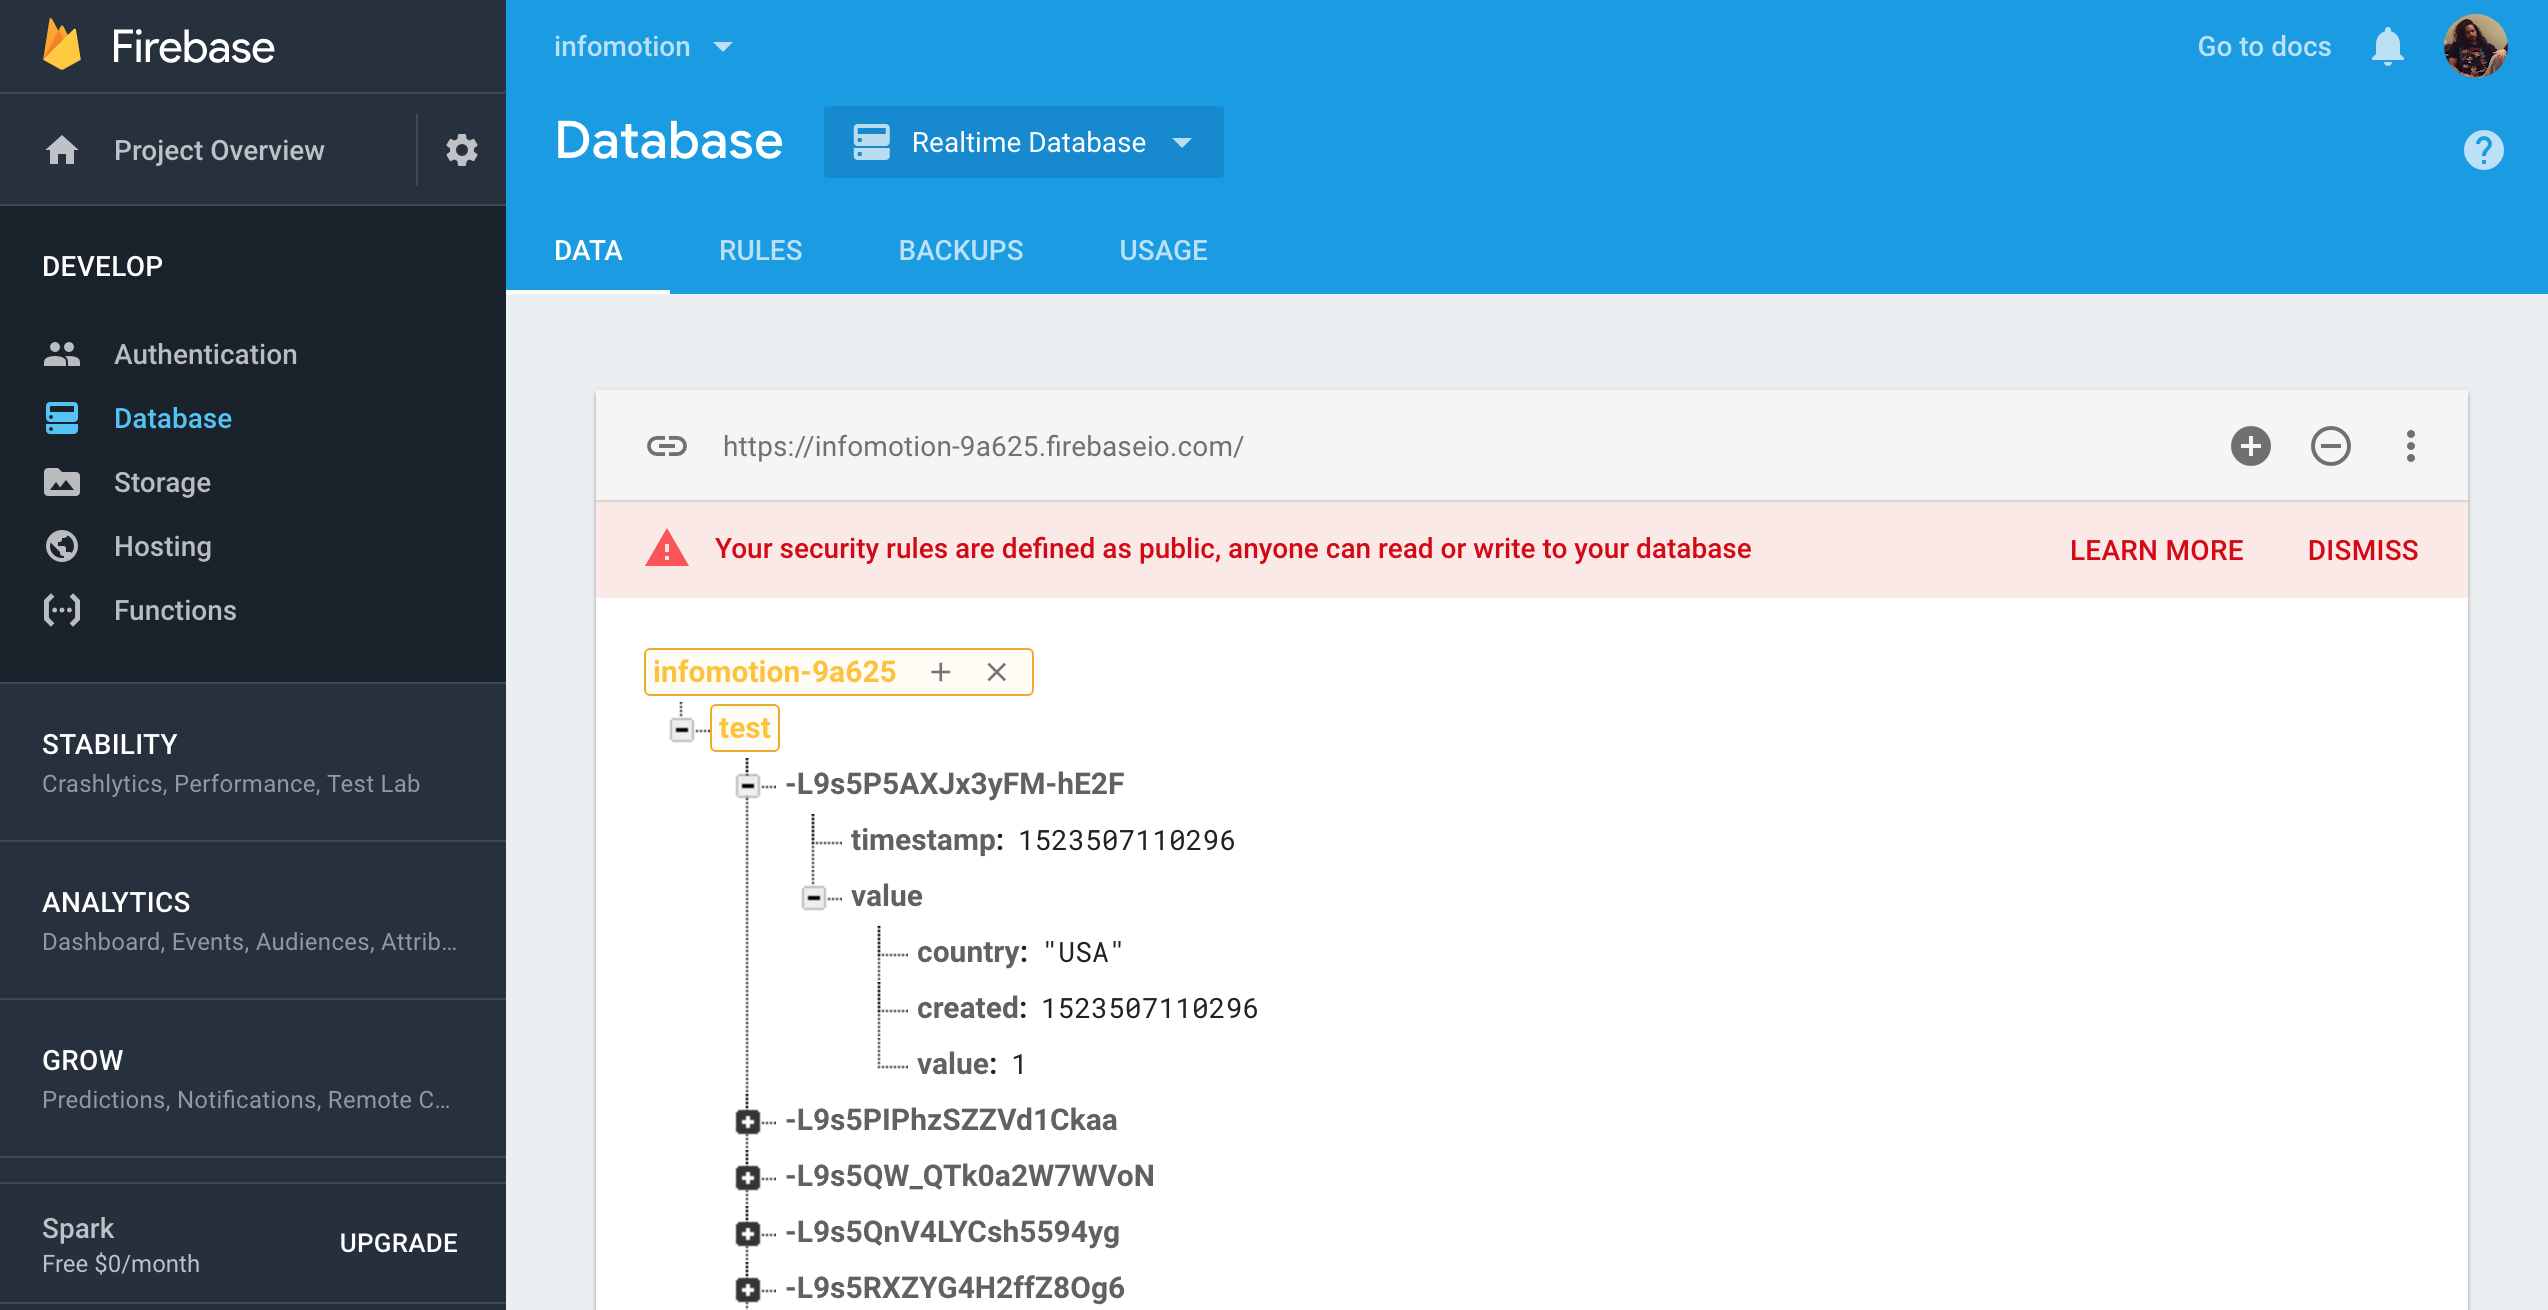 Firebase
Project Overview
DEVELOP
Authentication
Database
Storage
Hosting
Functions
STABILITY
Crashlytics, Performance, Test Lab
ANALYTICS
Dashboard, Events, Audiences, Attrib...
GROW
Predictions, Notifications, Remote C...
Spark
Free $0/month
UPGRADE
infomotion
Go to docs
Database
Realtime Database
DATA RULES BACKUPS USAGE
https://infomotion-9a625.firebaseio.com/
Your security rules are defined as public, anyone can read or write to your database LEARN MORE DISMISS
infomotion-9a625
test
-L9s5P5AXJx3yFM-hE2F
timestamp: 1523507110296
value
country: "USA"
created: 1523507110296
value: 1
-L9s5PIPhzSZZVd1Ckaa
-L9s5QW_QTk0a2W7WVoN
-L9s5QnV4LYCsh5594yg
-L9s5RXZYG4H2ffZ8Og6